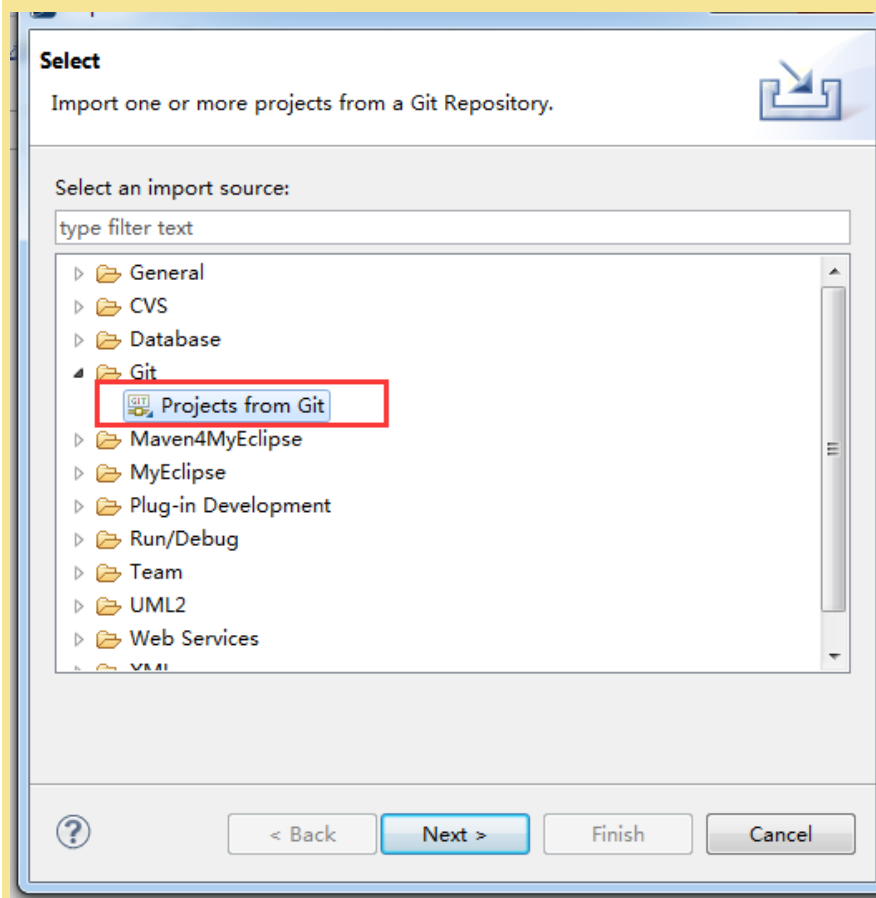 Select
Import one or more projects from a Git Repository.
Select an import source:
type filter text
General
CVS
Database
Git
GIT
Projects from Git
Maven4MyEclipse
MyEclipse
Plug-in Development
Run/Debug
Team
UML2
Web Services
XML
?
< Back
Next >
Finish
Cancel